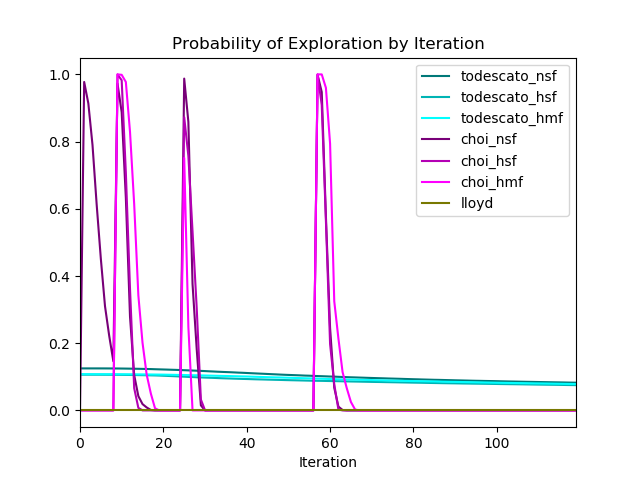 Probability of Exploration by Iteration
1.0
0.8
0.6
0.4
0.2
0.0
todescato_nsf
todescato_hsf
todescato_hmf
choi_nsf
choi_hsf
choi_hmf
lloyd
0 20 40 60 80 100
Iteration